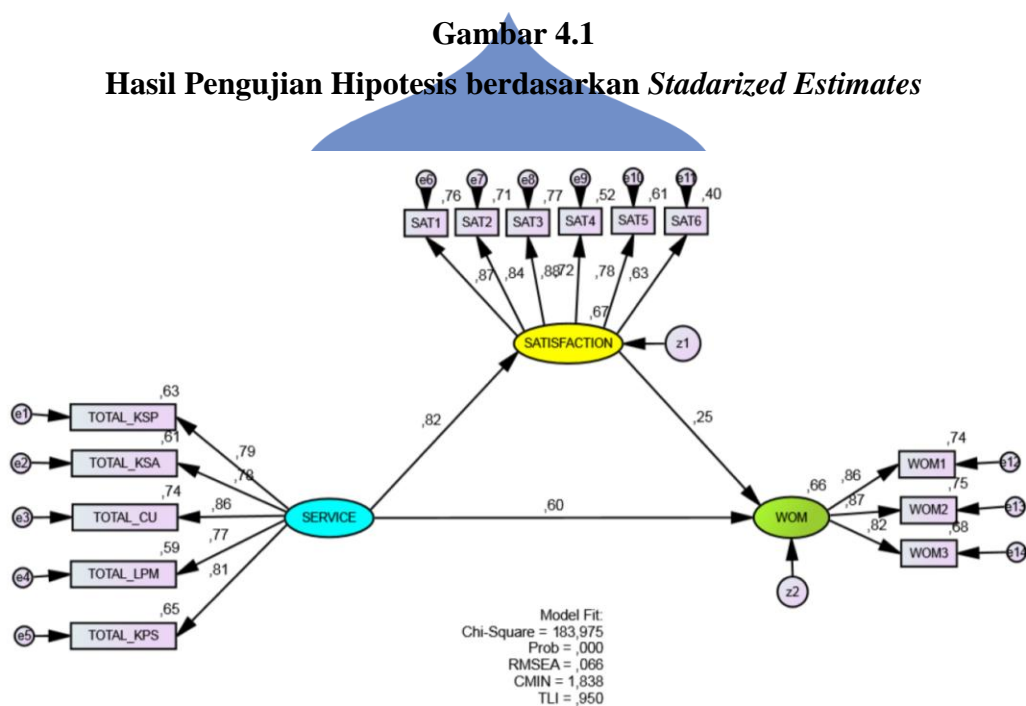 Gambar 4.1
Hasil Pengujian Hipotesis berdasarkan Stadarized Estimates
e6 e7 e8 e9 e10 e11
,76 ,71 ,77 ,52 ,61 ,40
SAT1 SAT2 SAT3 SAT4 SAT5 SAT6
,87 ,84 ,88 ,72 ,78 ,63
,67
SATISFACTION
z1
,63
e1 TOTAL_KSP
,79
,61
e2 TOTAL_KSA
,78
,74
e3 TOTAL_CU
,86
,59
e4 TOTAL_LPM
,77
,65
e5 TOTAL_KPS
,81
SERVICE
,82
,25
,60
,66
WOM
z2
,74
,86
WOM1 e12
,75
,87
WOM2 e13
,68
,82
WOM3 e14
Model Fit:
Chi-Square = 183,975
Prob = ,000
RMSEA = ,066
CMIN = 1,838
TLI = ,950